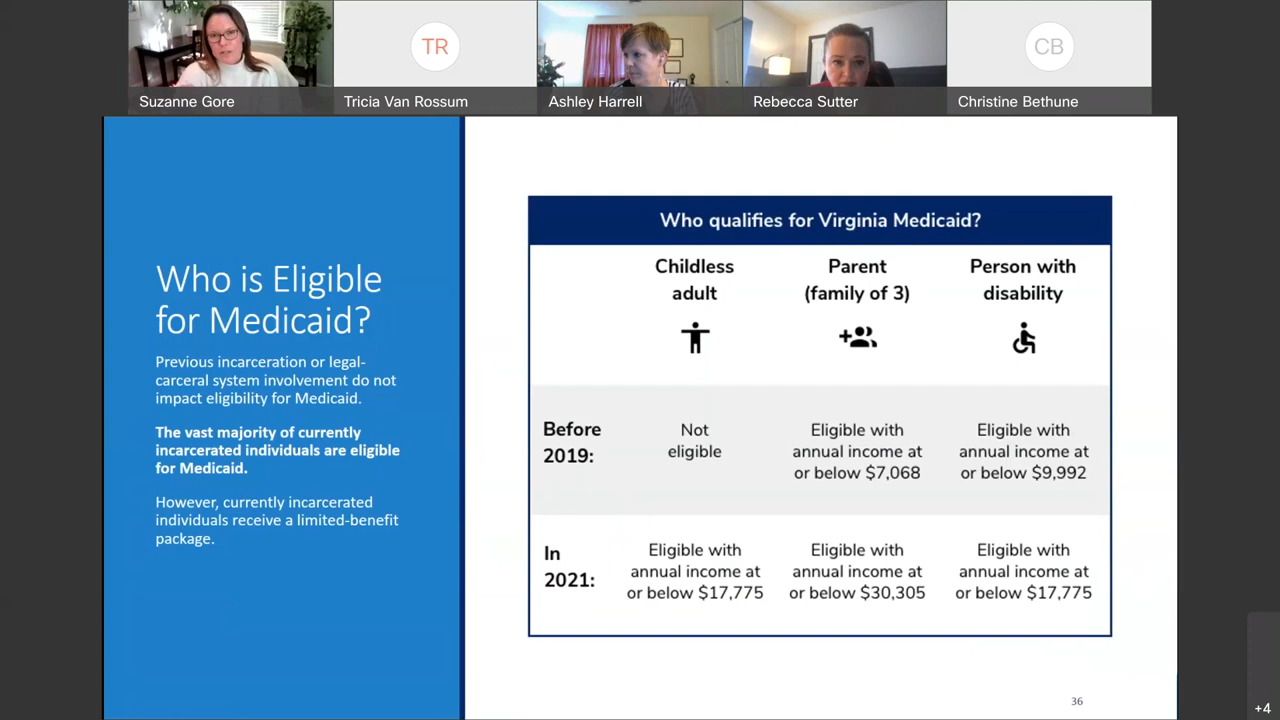 TR
CB
Suzanne Gore
Tricia Van Rossum
Ashley Harrell
Rebecca Sutter
Christine Bethune
Who is Eligible
for Medicaid?
Previous incarceration or legal-
carceral system involvement do not
impact eligibility for Medicaid.
The vast majority of currently
incarcerated individuals are eligible
for Medicaid.
However, currently incarcerated
individuals receive a limited-benefit
package.
Who qualifies for Virginia Medicaid?
Childless
adult
Parent
(family of 3)
Person with
disability
Before
2019:
Not
eligible
Eligible with
annual income at
or below $7,068
Eligible with
annual income at
or below $9,992
In
2021:
Eligible with
annual income at
or below $17,775
Eligible with
annual income at
or below $30,305
Eligible with
annual income at
or below $17,775
36
+4